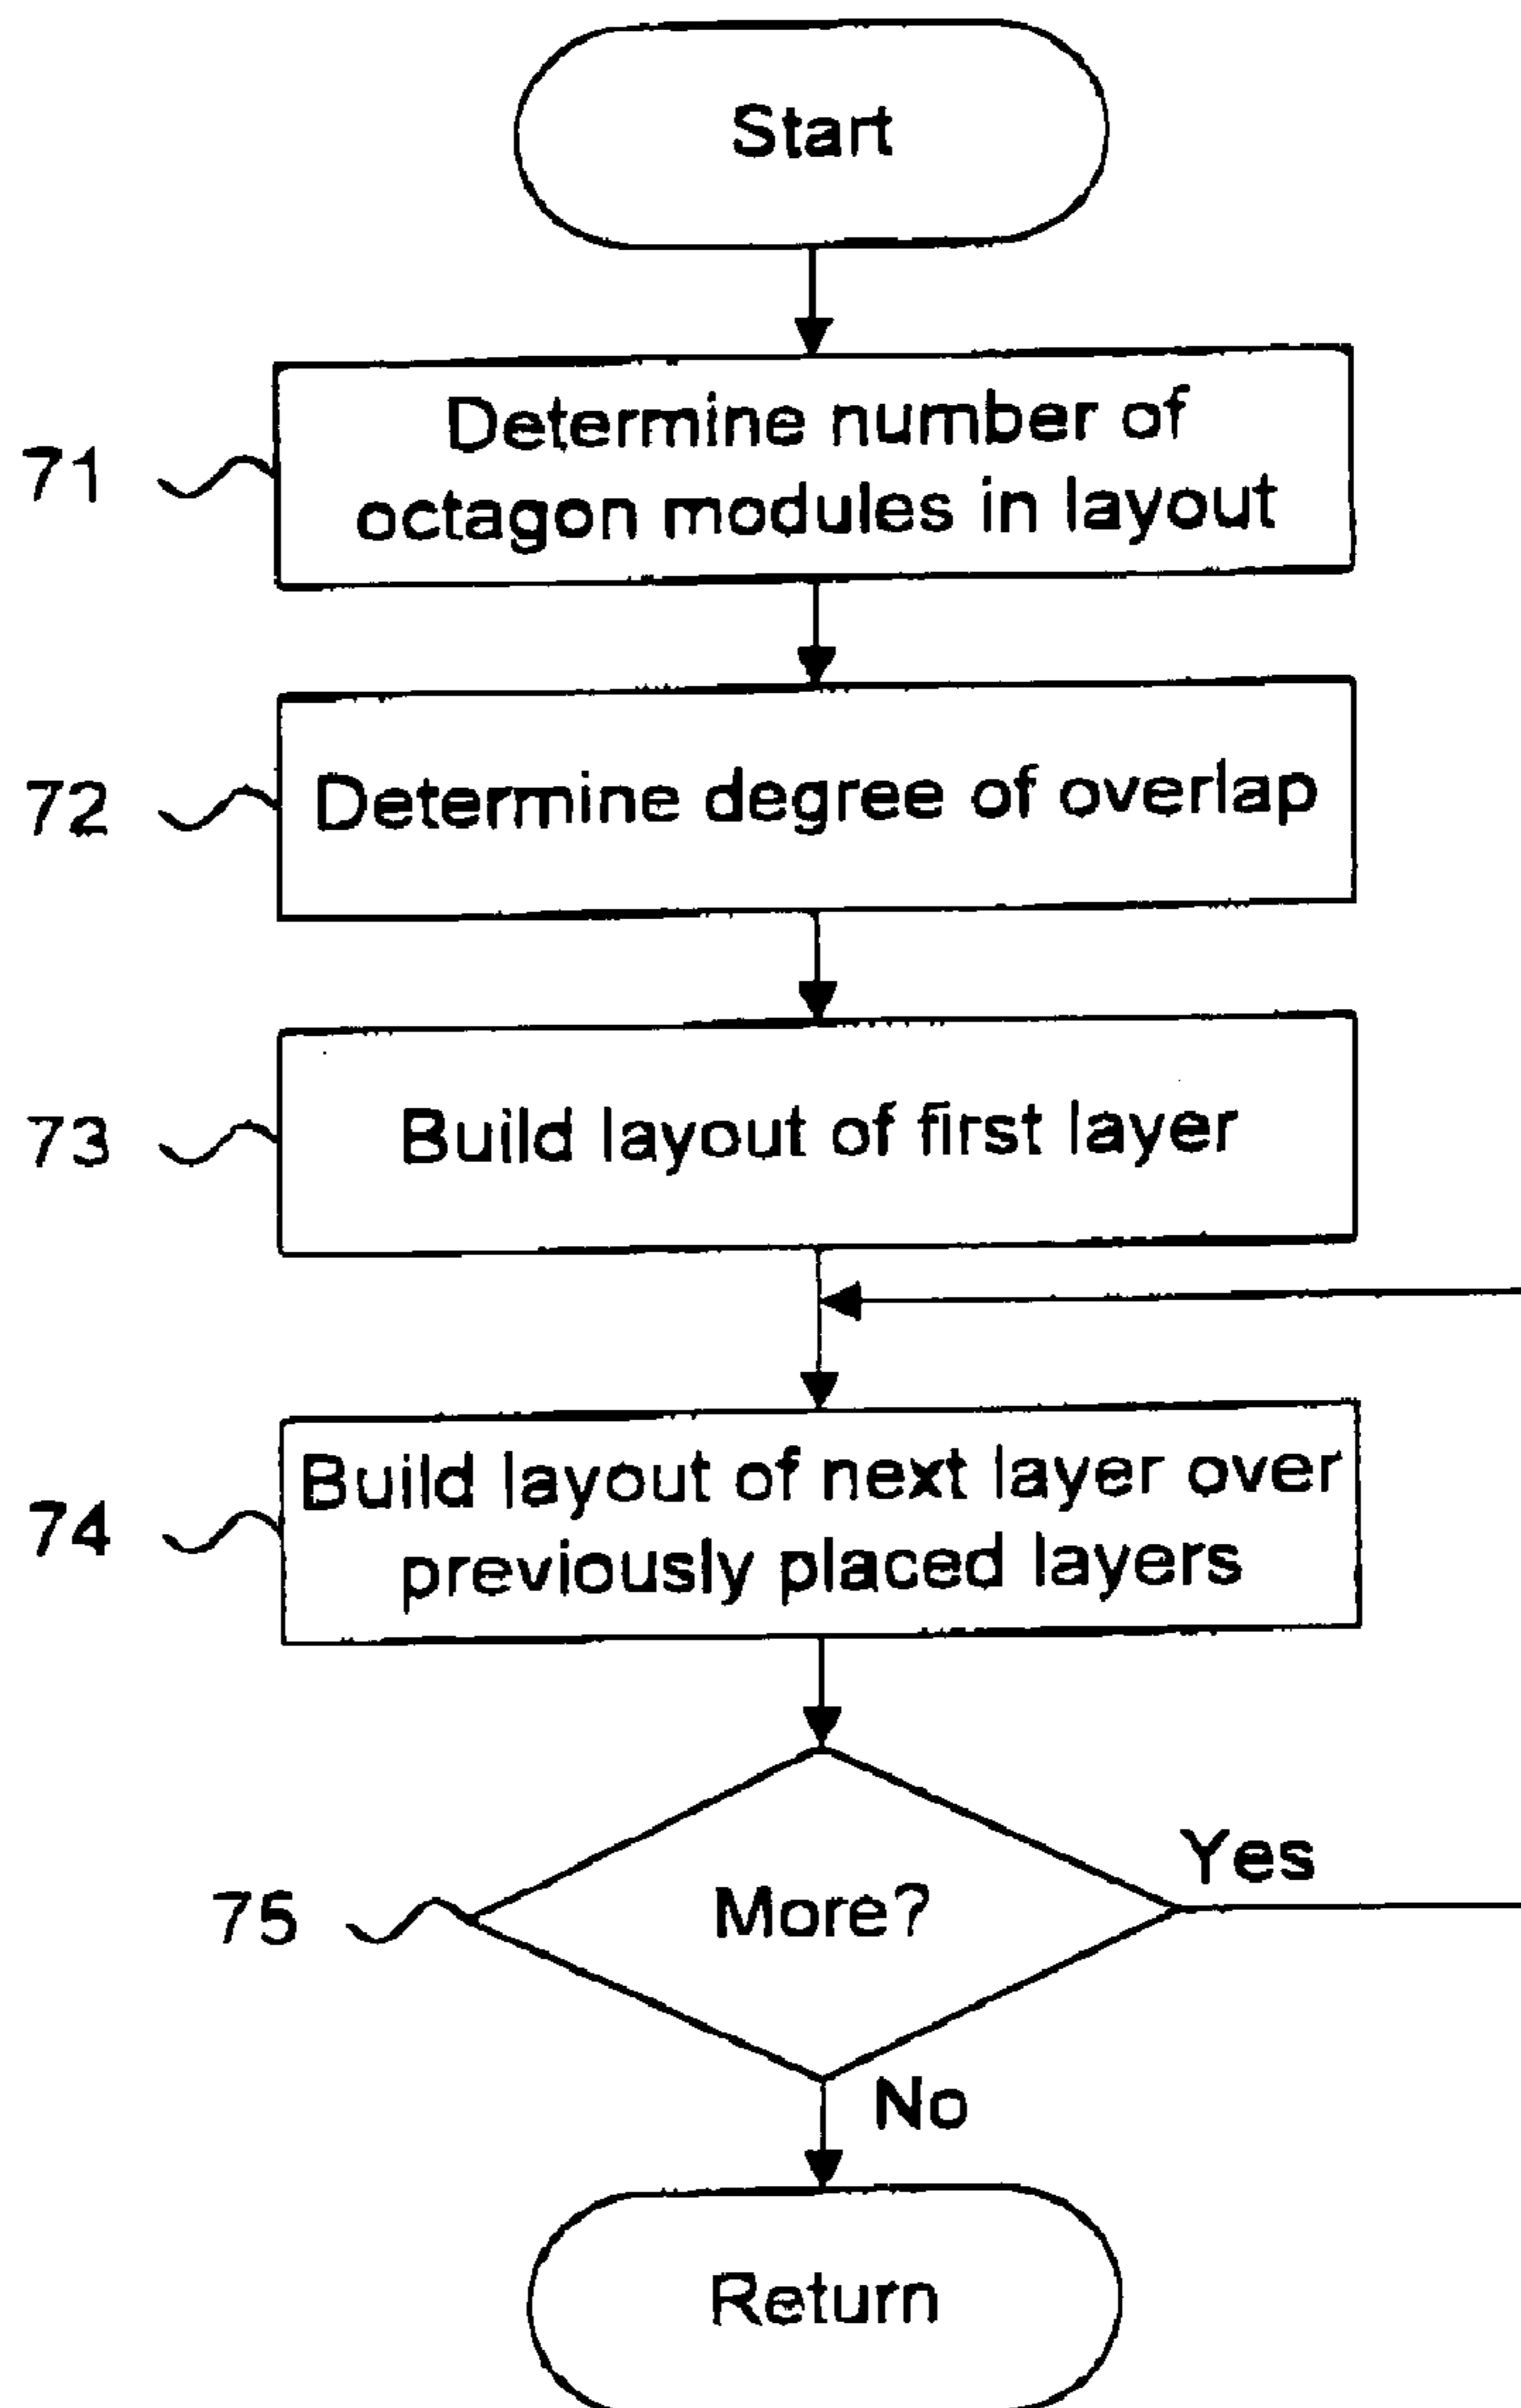 Start
71
Determine number of
octagon modules in layout
72
Determine degree of overlap
73
Build layout of first layer
74
Build layout of next layer over
previously placed layers
75
More?
Yes
No
Return